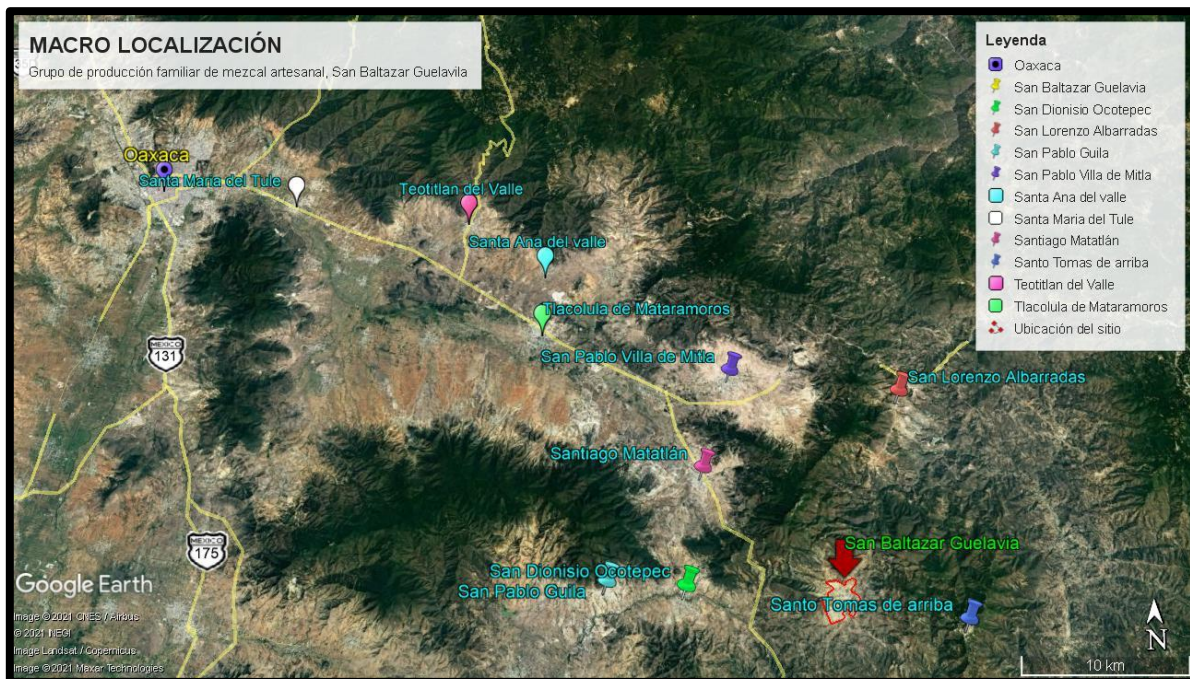 MACRO LOCALIZACIÓN
Grupo de producción familiar de mezcal artesanal, San Baltazar Guelavila
Leyenda
Oaxaca
San Baltazar Guelavia
San Dionisio Ocotepec
San Lorenzo Albarradas
San Pablo Guila
San Pablo Villa de Mitla
Santa Ana del valle
Santa Maria del Tule
Santiago Matatlán
Santo Tomas de arriba
Teotitlan del Valle
Tlacolula de Mataramoros
Ubicación del sitio
Oaxaca
Santa Maria del Tule
Teotitlan del Valle
Santa Ana del valle
Tlacolula de Mataramoros
San Pablo Villa de Mitla
San Lorenzo Albarradas
MEXICO
131
Santiago Matatlán
MEXICO
175
San Baltazar Guelavia
San Dionisio Ocotepec
San Pablo Guila
Santo Tomas de arriba
Google Earth
Image © 2021 CNES / Airbus
© 2021 INEGI
Image Landsat / Copernicus
Image © 2021 Maxar Technologies
N
10 km